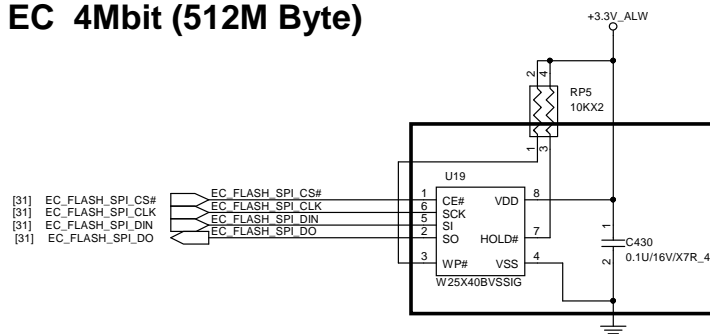 EC 4Mbit (512M Byte)
+3.3V_ALW
2
4
RP5
10KX2
1
3
U19
[31] EC_FLASH_SPI_CS# EC_FLASH_SPI_CS# 1 CE# VDD 8
[31] EC_FLASH_SPI_CLK EC_FLASH_SPI_CLK 6 SCK
[31] EC_FLASH_SPI_DIN EC_FLASH_SPI_DIN 5 SI
[31] EC_FLASH_SPI_DO EC_FLASH_SPI_DO 2 SO HOLD# 7
3 WP# VSS 4
W25X40BVSSIG
1
C430
2
0.1U/16V/X7R_4